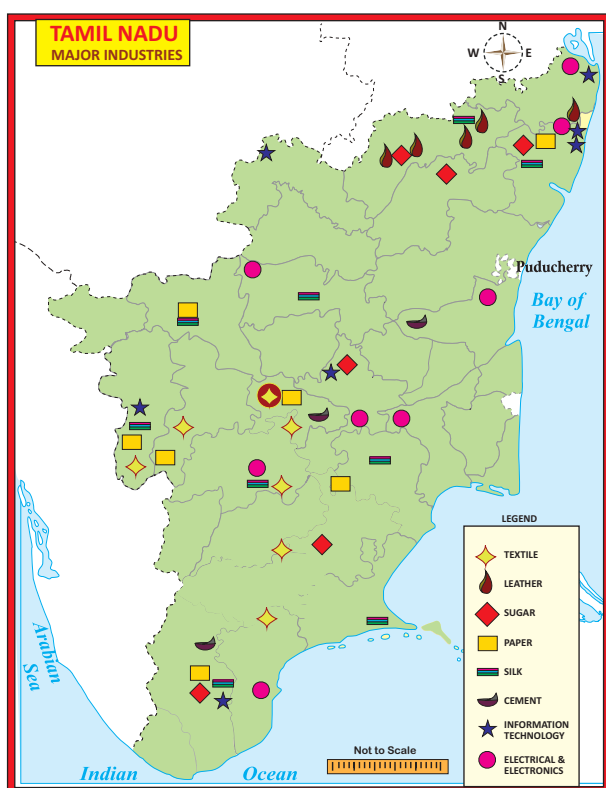 TAMIL NADU
MAJOR INDUSTRIES
N
W
E
S
Puducherry
Bay of
Bengal
Arabian
Sea
Indian
Ocean
Not to Scale
LEGEND
TEXTILE
LEATHER
SUGAR
PAPER
SILK
CEMENT
INFORMATION
TECHNOLOGY
ELECTRICAL &
ELECTRONICS